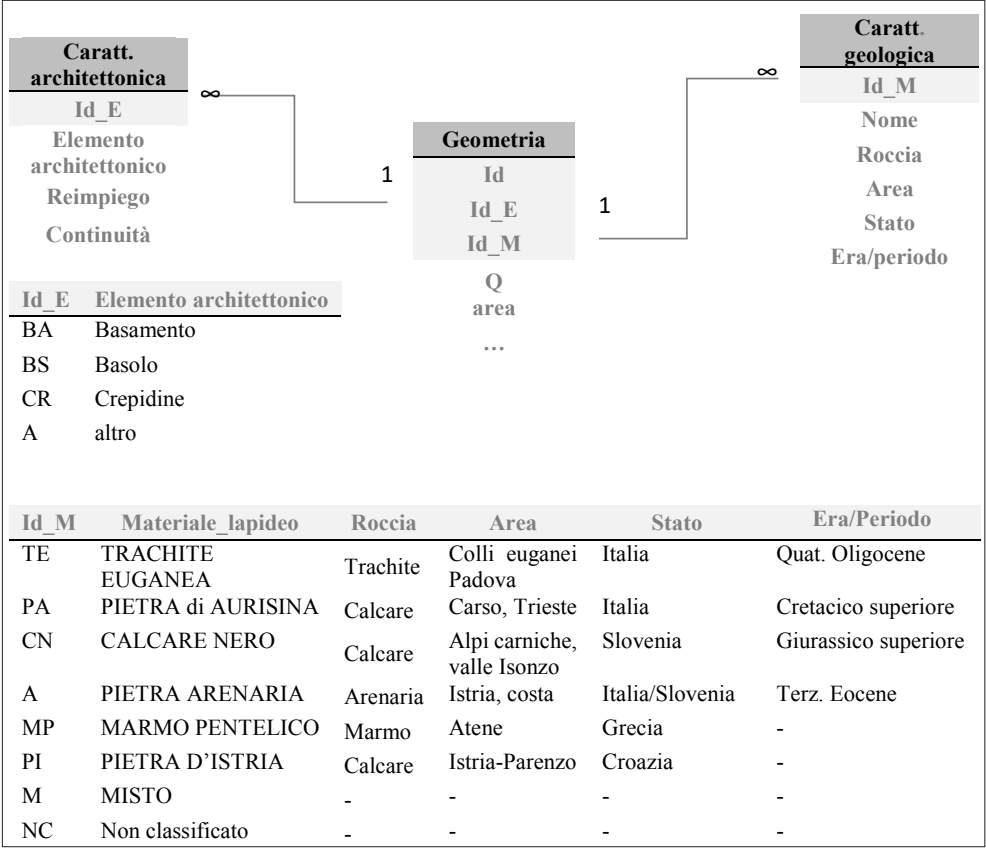 Caratt.
architettonica
Id_E
Elemento
architettonico
Reimpiego
Continuità
∞
1
Geometria
Id
Id_E
Id_M
Q
area
…
1
∞
Caratt.
geologica
Id_M
Nome
Roccia
Area
Stato
Era/periodo
Id_E Elemento architettonico
BA Basamento
BS Basolo
CR Crepidine
A altro
Id_M Materiale_lapideo Roccia Area Stato Era/Periodo
TE TRACHITE EUGANEA Trachite Colli euganei Padova Italia Quat. Oligocene
PA PIETRA di AURISINA Calcare Carso, Trieste Italia Cretacico superiore
CN CALCARE NERO Calcare Alpi carniche, valle Isonzo Slovenia Giurassico superiore
A PIETRA ARENARIA Arenaria Istria, costa Italia/Slovenia Terz. Eocene
MP MARMO PENTELICO Marmo Atene Grecia -
PI PIETRA D’ISTRIA Calcare Istria-Parenzo Croazia -
M MISTO - - - -
NC Non classificato - - - -